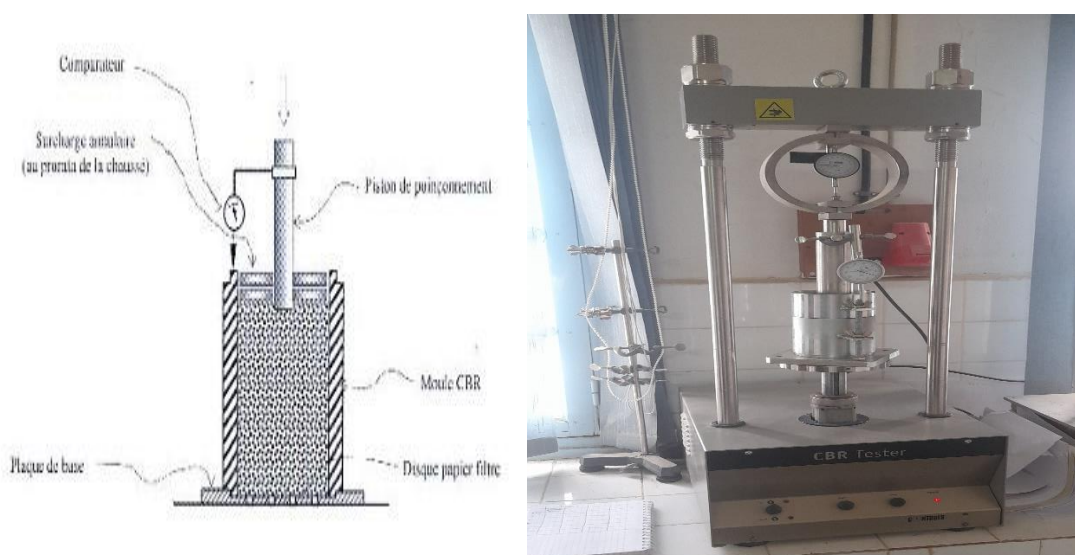 Comparateur
Surcharge annulaire
(au prorata de la chaussé)
Piston de poinçonnement
Moule CBR
Plaque de base
Disque papier filtre
CBR Tester